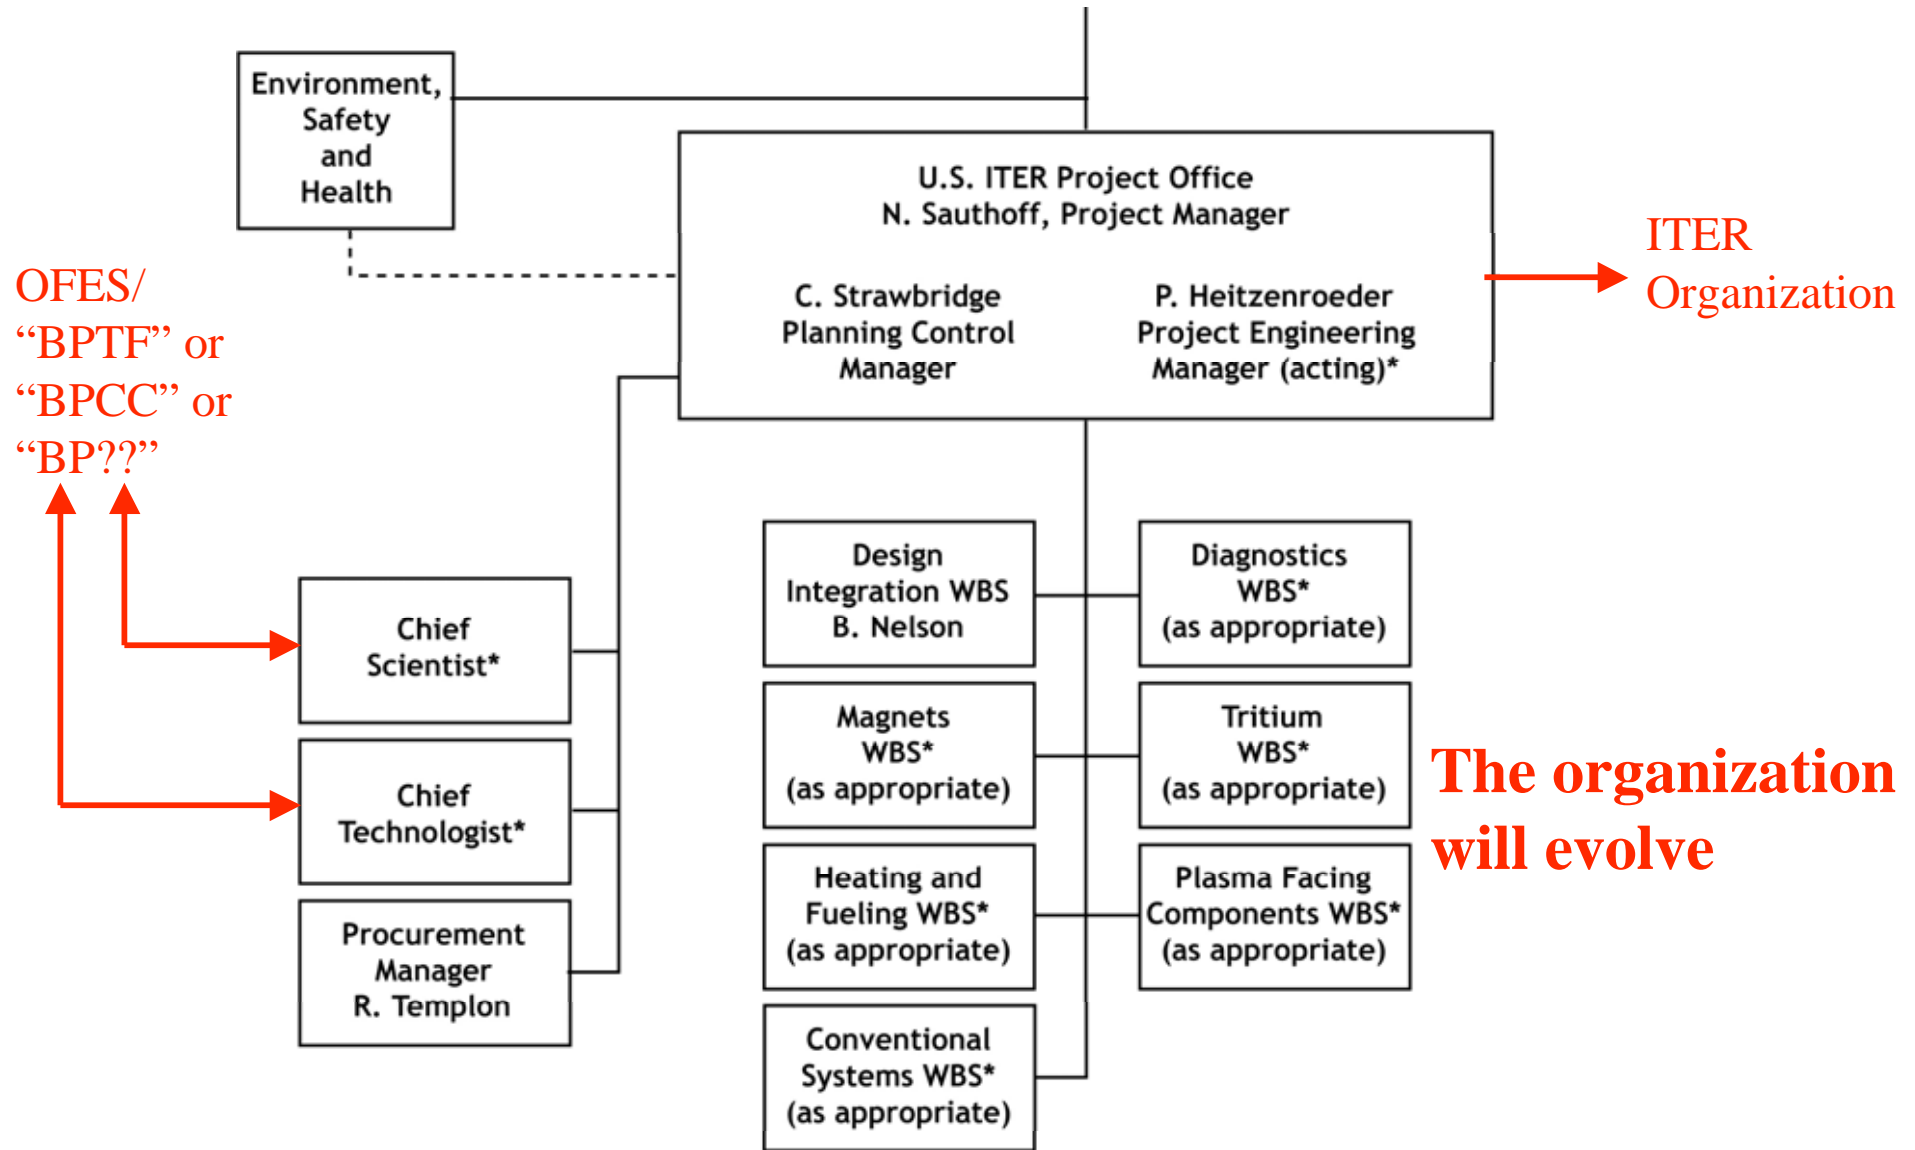 Environment,
Safety
and
Health
U.S. ITER Project Office
N. Sauthoff, Project Manager
C. Strawbridge
Planning Control
Manager
P. Heitzenroeder
Project Engineering
Manager (acting)*
ITER
Organization
OFES/
“BPTF” or
“BPCC” or
“BP??”
Chief
Scientist*
Chief
Technologist*
Procurement
Manager
R. Templon
Design
Integration WBS
B. Nelson
Diagnostics
WBS*
(as appropriate)
Magnets
WBS*
(as appropriate)
Tritium
WBS*
(as appropriate)
Heating and
Fueling WBS*
(as appropriate)
Plasma Facing
Components WBS*
(as appropriate)
Conventional
Systems WBS*
(as appropriate)
The organization
will evolve